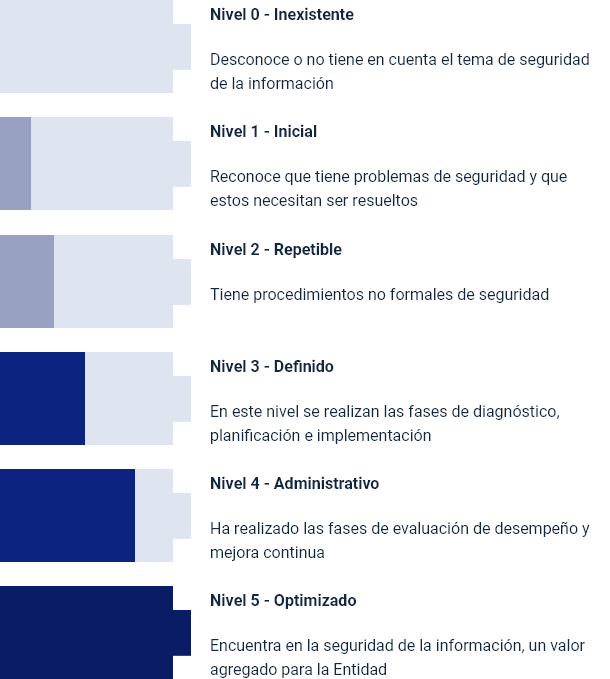 Nivel 0 - Inexistente
Desconoce o no tiene en cuenta el tema de seguridad
de la información
Nivel 1 - Inicial
Reconoce que tiene problemas de seguridad y que
estos necesitan ser resueltos
Nivel 2 - Repetible
Tiene procedimientos no formales de seguridad
Nivel 3 - Definido
En este nivel se realizan las fases de diagnóstico,
planificación e implementación
Nivel 4 - Administrativo
Ha realizado las fases de evaluación de desempeño y
mejora continua
Nivel 5 - Optimizado
Encuentra en la seguridad de la información, un valor
agregado para la Entidad